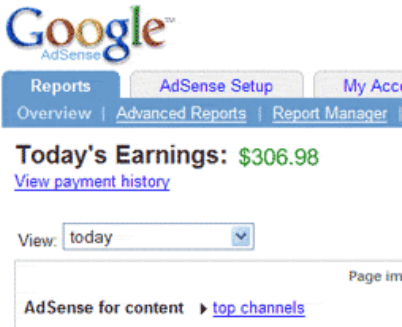 Google™
AdSense
Reports AdSense Setup My Acc
Overview | Advanced Reports | Report Manager |
Today's Earnings: $306.98
View payment history
View: today
Page im
AdSense for content top channels